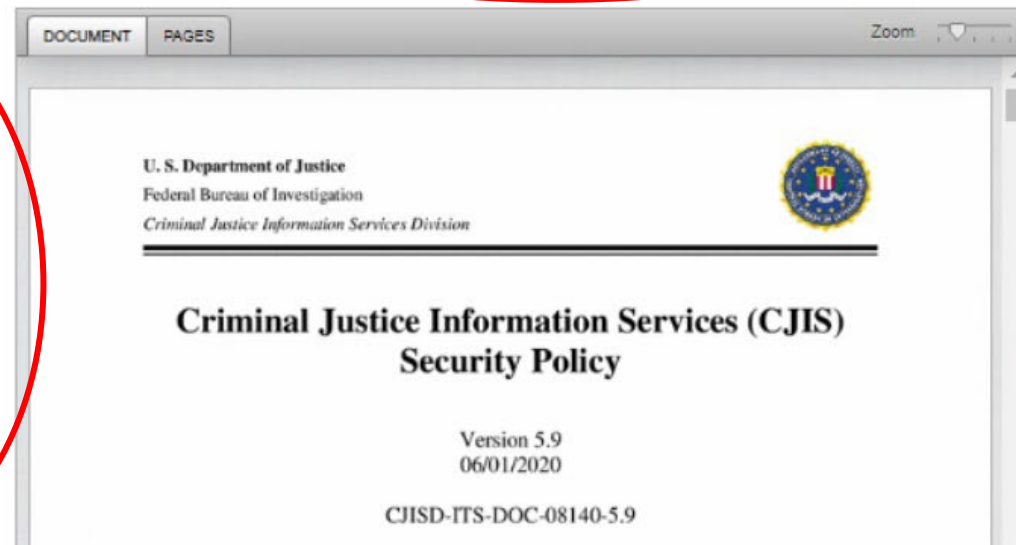 DOCUMENT PAGES Zoom
U. S. Department of Justice
Federal Bureau of Investigation
Criminal Justice Information Services Division
Criminal Justice Information Services (CJIS)
Security Policy
Version 5.9
06/01/2020
CJISD-ITS-DOC-08140-5.9